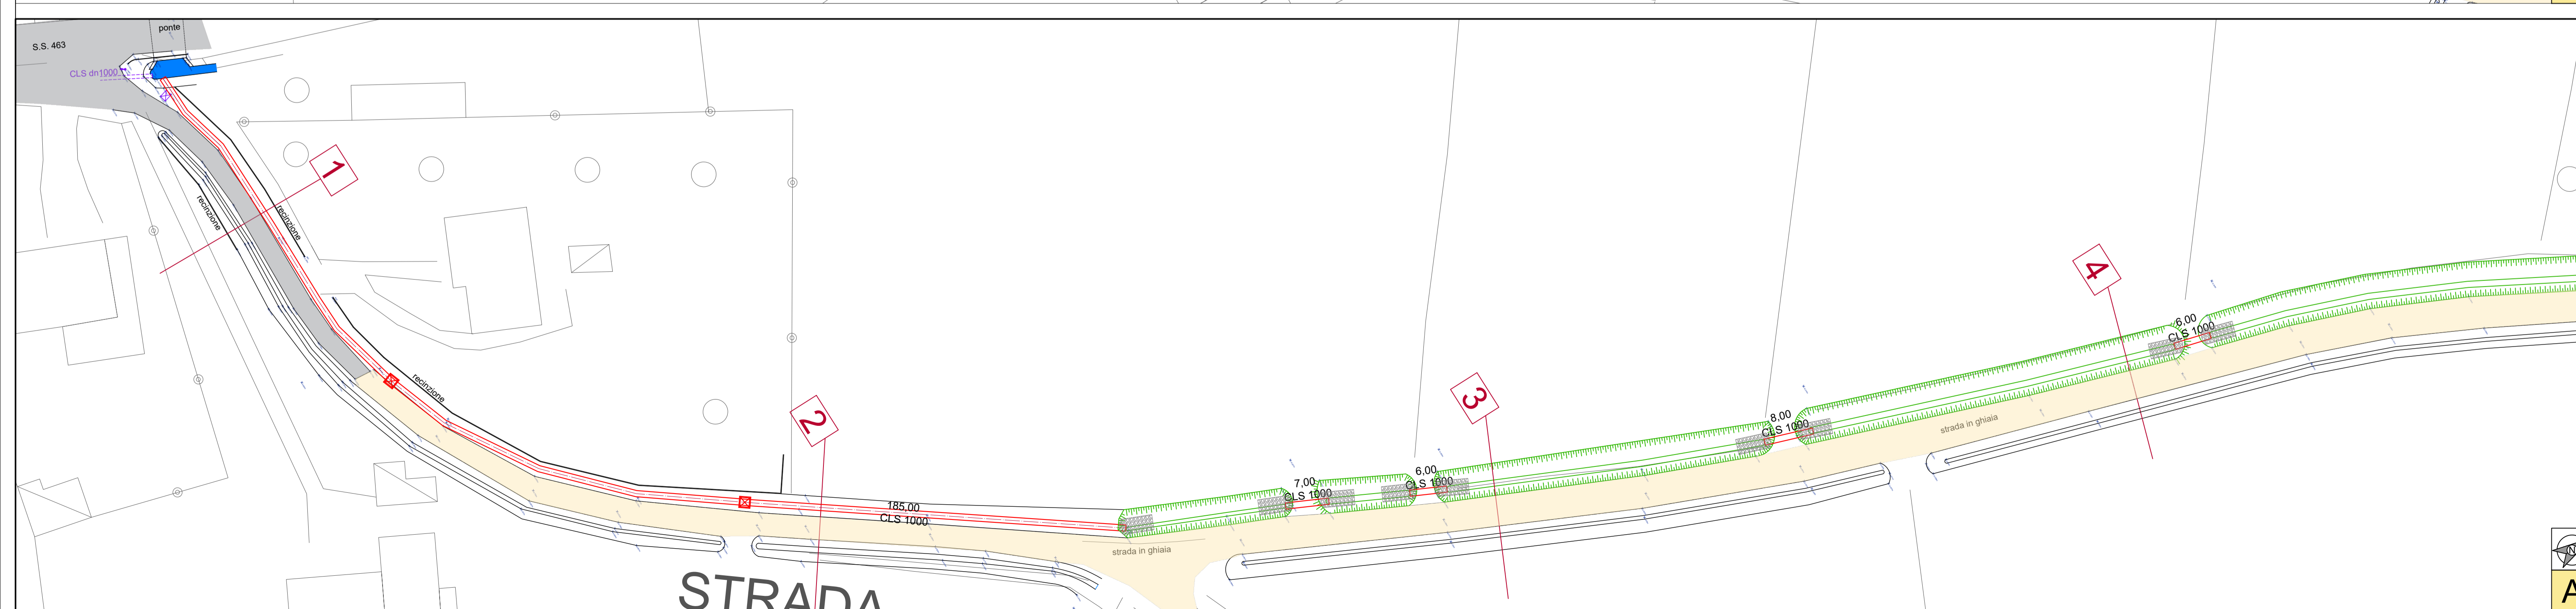 ponte
S.S. 463
CLS dn1000
1
recinzione
recinzione
recinzione
2
185,00
CLS 1000
strada in ghiaia
STRADA
7,00
CLS 1000
6,00
CLS 1000
3
8,00
CLS 1000
4
6,00
CLS 1000
strada in ghiaia
N
A